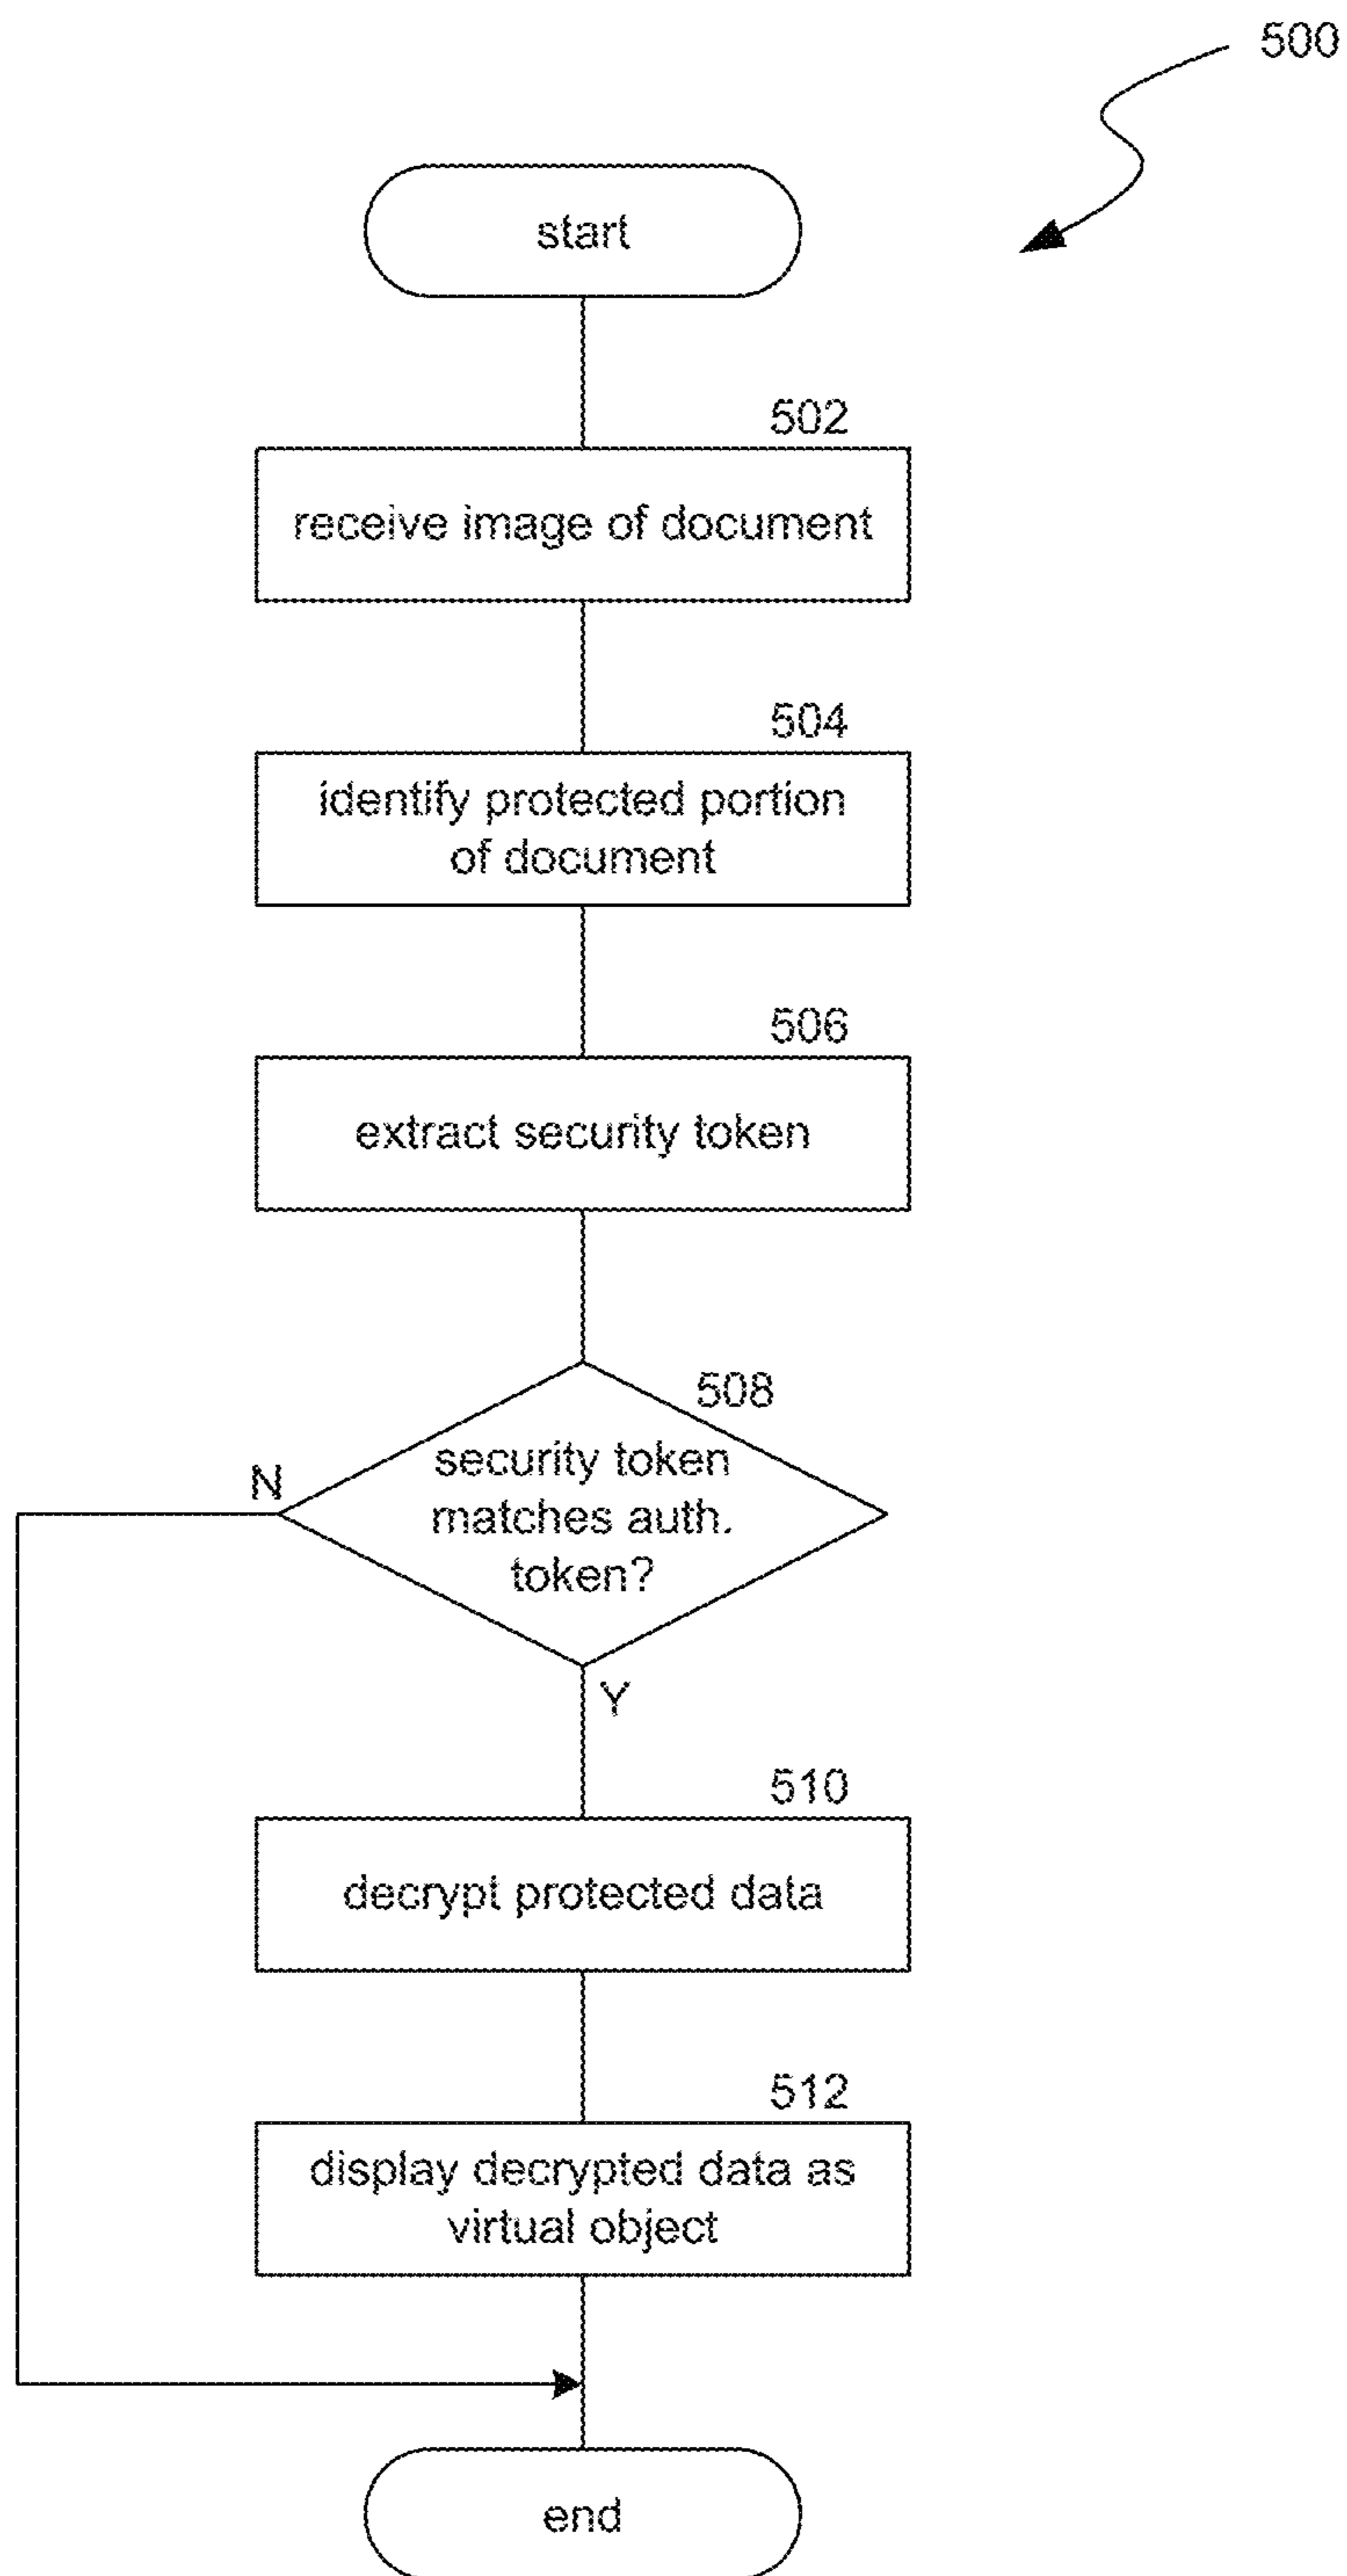 500
start
502
receive image of document
504
identify protected portion
of document
506
extract security token
508
security token
matches auth.
token?
N
Y
510
decrypt protected data
512
display decrypted data as
virtual object
end